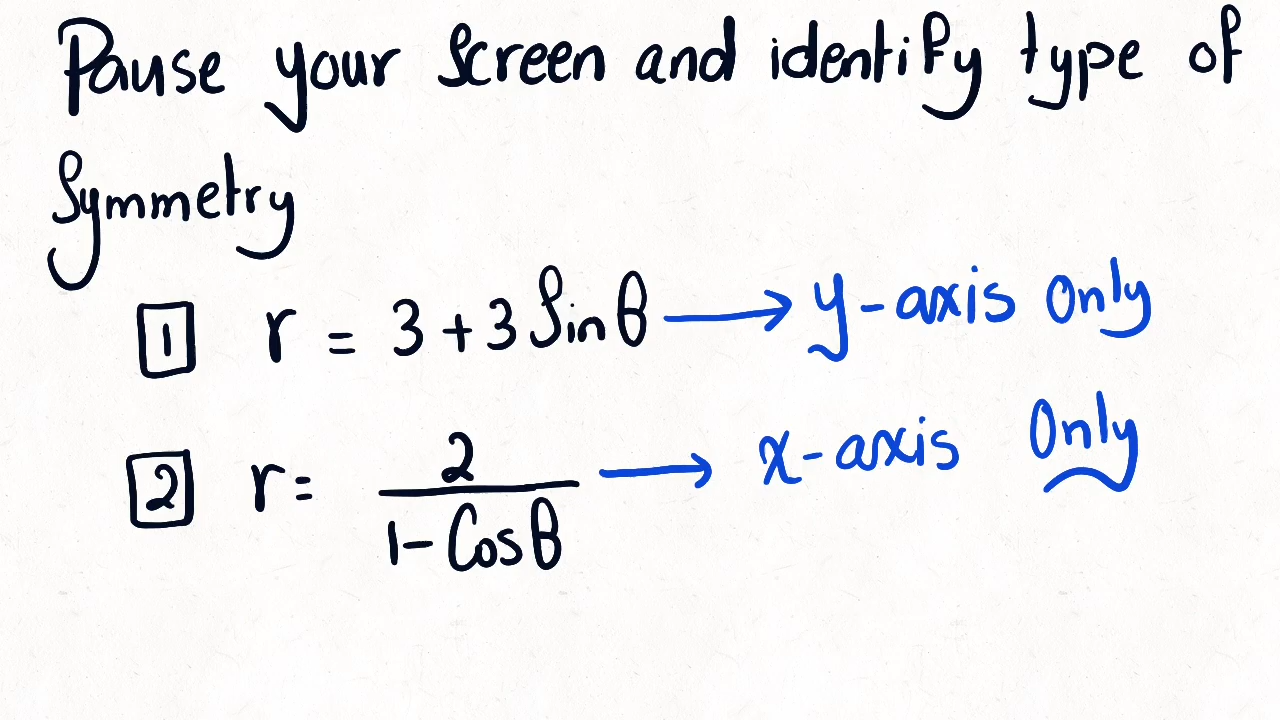 Pause your screen and identify type of
Symmetry
1 r = 3 + 3 Sin θ → y-axis Only
2 r = 2 / 1 - Cos θ → x-axis Only